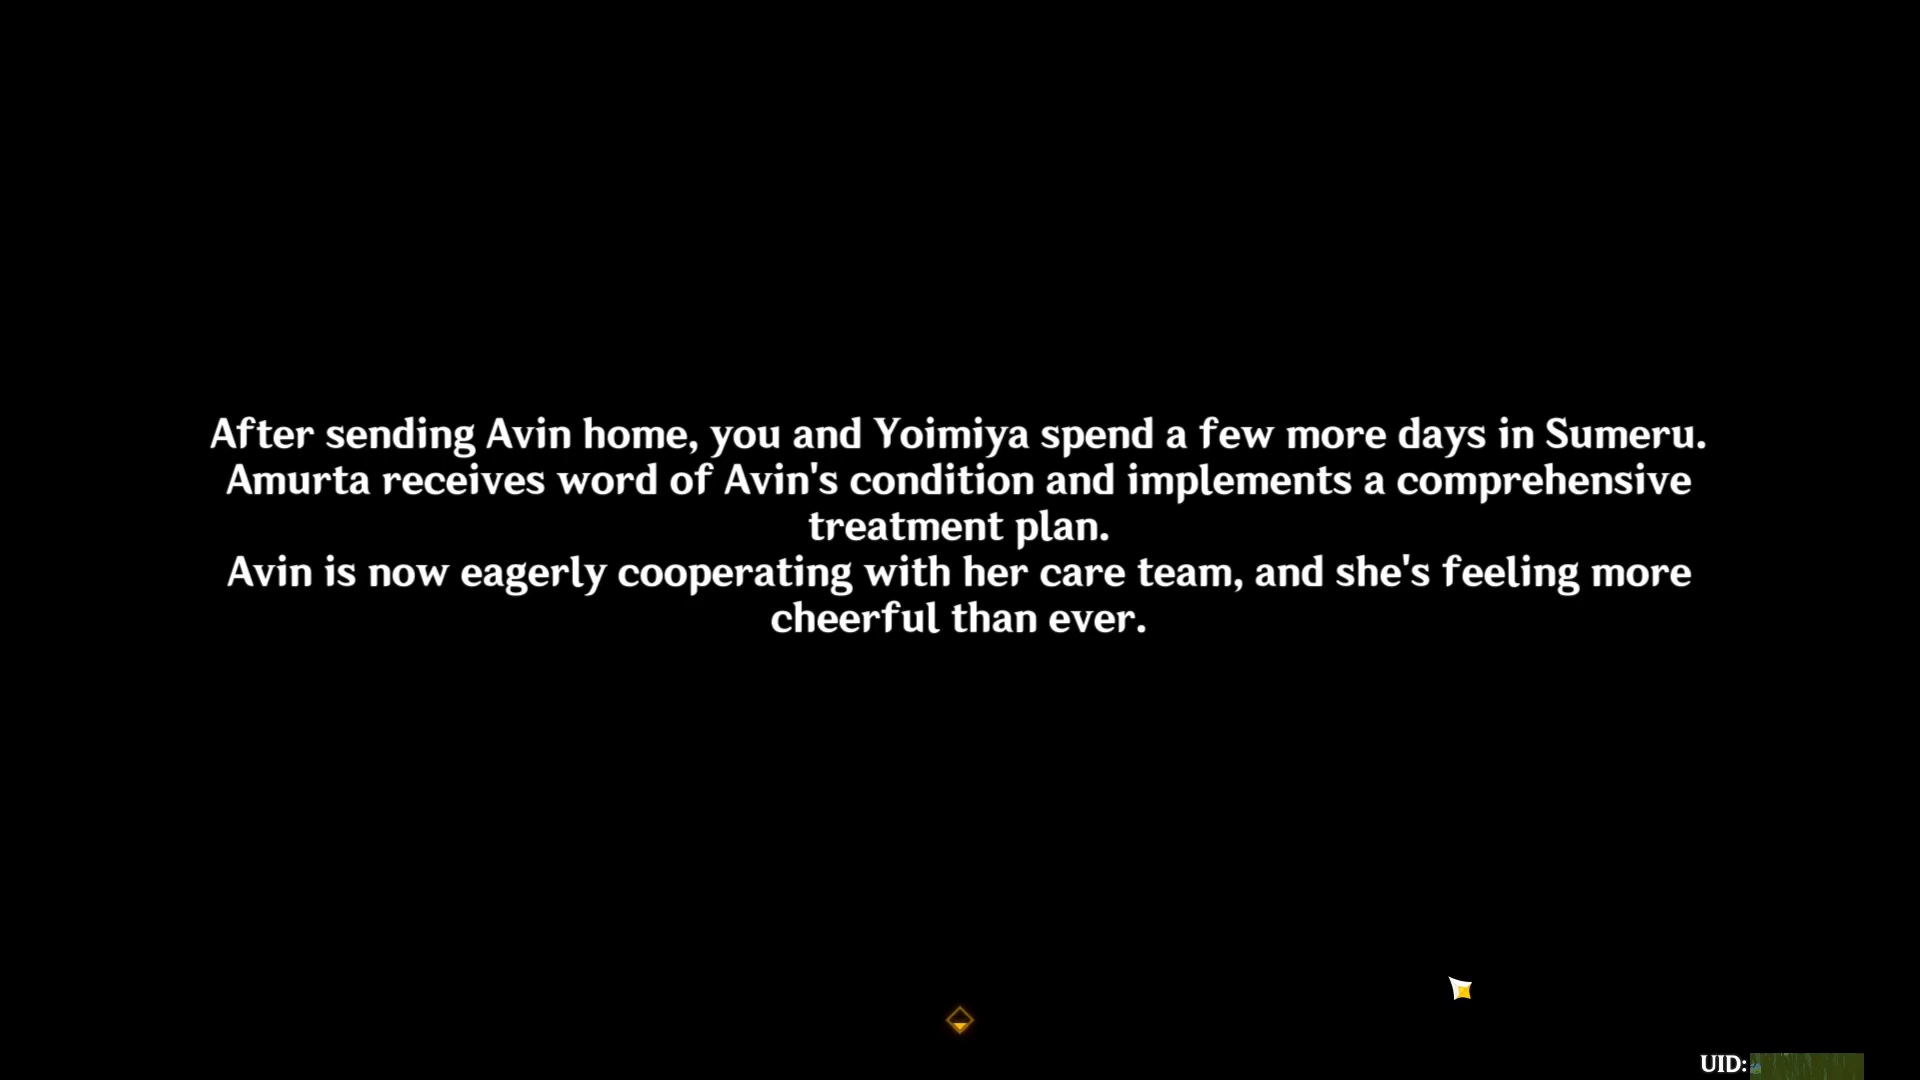 After sending Avin home, you and Yoimiya spend a few more days in Sumeru.
Amurta receives word of Avin's condition and implements a comprehensive
treatment plan.
Avin is now eagerly cooperating with her care team, and she's feeling more
cheerful than ever.
UID: